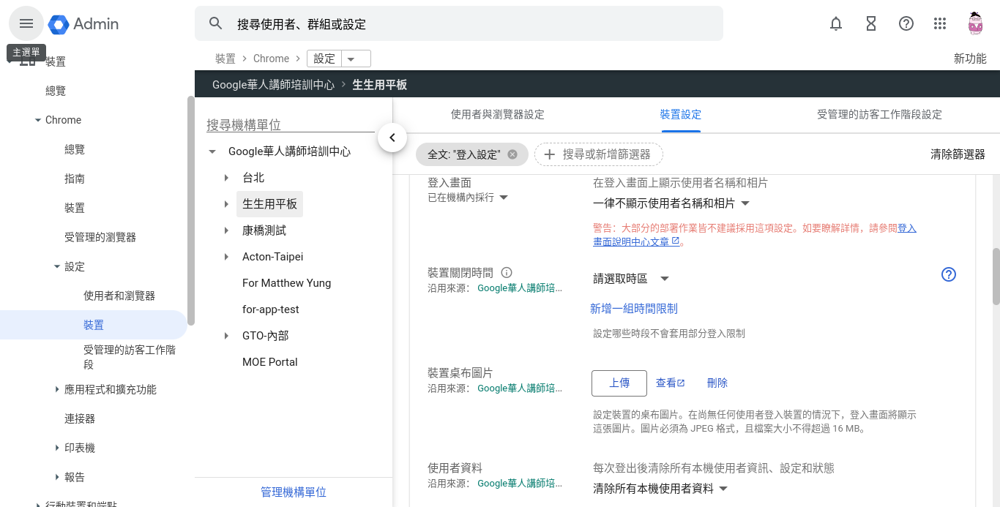 Admin
搜尋使用者、群組或設定
主選單
裝置
總覽
Chrome
總覽
指南
裝置
受管理的瀏覽器
設定
使用者和瀏覽器
裝置
受管理的訪客工作階
段
應用程式和擴充功能
連接器
印表機
報告
行動裝置和端點
裝置 > Chrome > 設定
新功能
Google華人講師培訓中心 > 生生用平板
搜尋機構單位
Google華人講師培訓中心
台北
生生用平板
康橋測試
Acton-Taipei
For Matthew Yung
for-app-test
GTO-內部
MOE Portal
管理機構單位
使用者與瀏覽器設定
裝置設定
受管理的訪客工作階段設定
全文: "登入設定"
搜尋或新增篩選器
清除篩選器
登入畫面
已在機構內採行
在登入畫面上顯示使用者名稱和相片
一律不顯示使用者名稱和相片
警告：大部分的部署作業皆不建議採用這項設定。如要瞭解詳情，請參閱登入
畫面說明中心文章。
裝置關閉時間
沿用來源： Google華人講師培...
請選取時區
新增一組時間限制
設定哪些時段不會套用部分登入限制
裝置桌布圖片
沿用來源： Google華人講師培...
上傳
查看
刪除
設定裝置的桌布圖片。在尚無任何使用者登入裝置的情況下，登入畫面將顯示
這張圖片。圖片必須為 JPEG 格式，且檔案大小不得超過 16 MB。
使用者資料
沿用來源： Google華人講師培...
每次登出後清除所有本機使用者資訊、設定和狀態
清除所有本機使用者資料